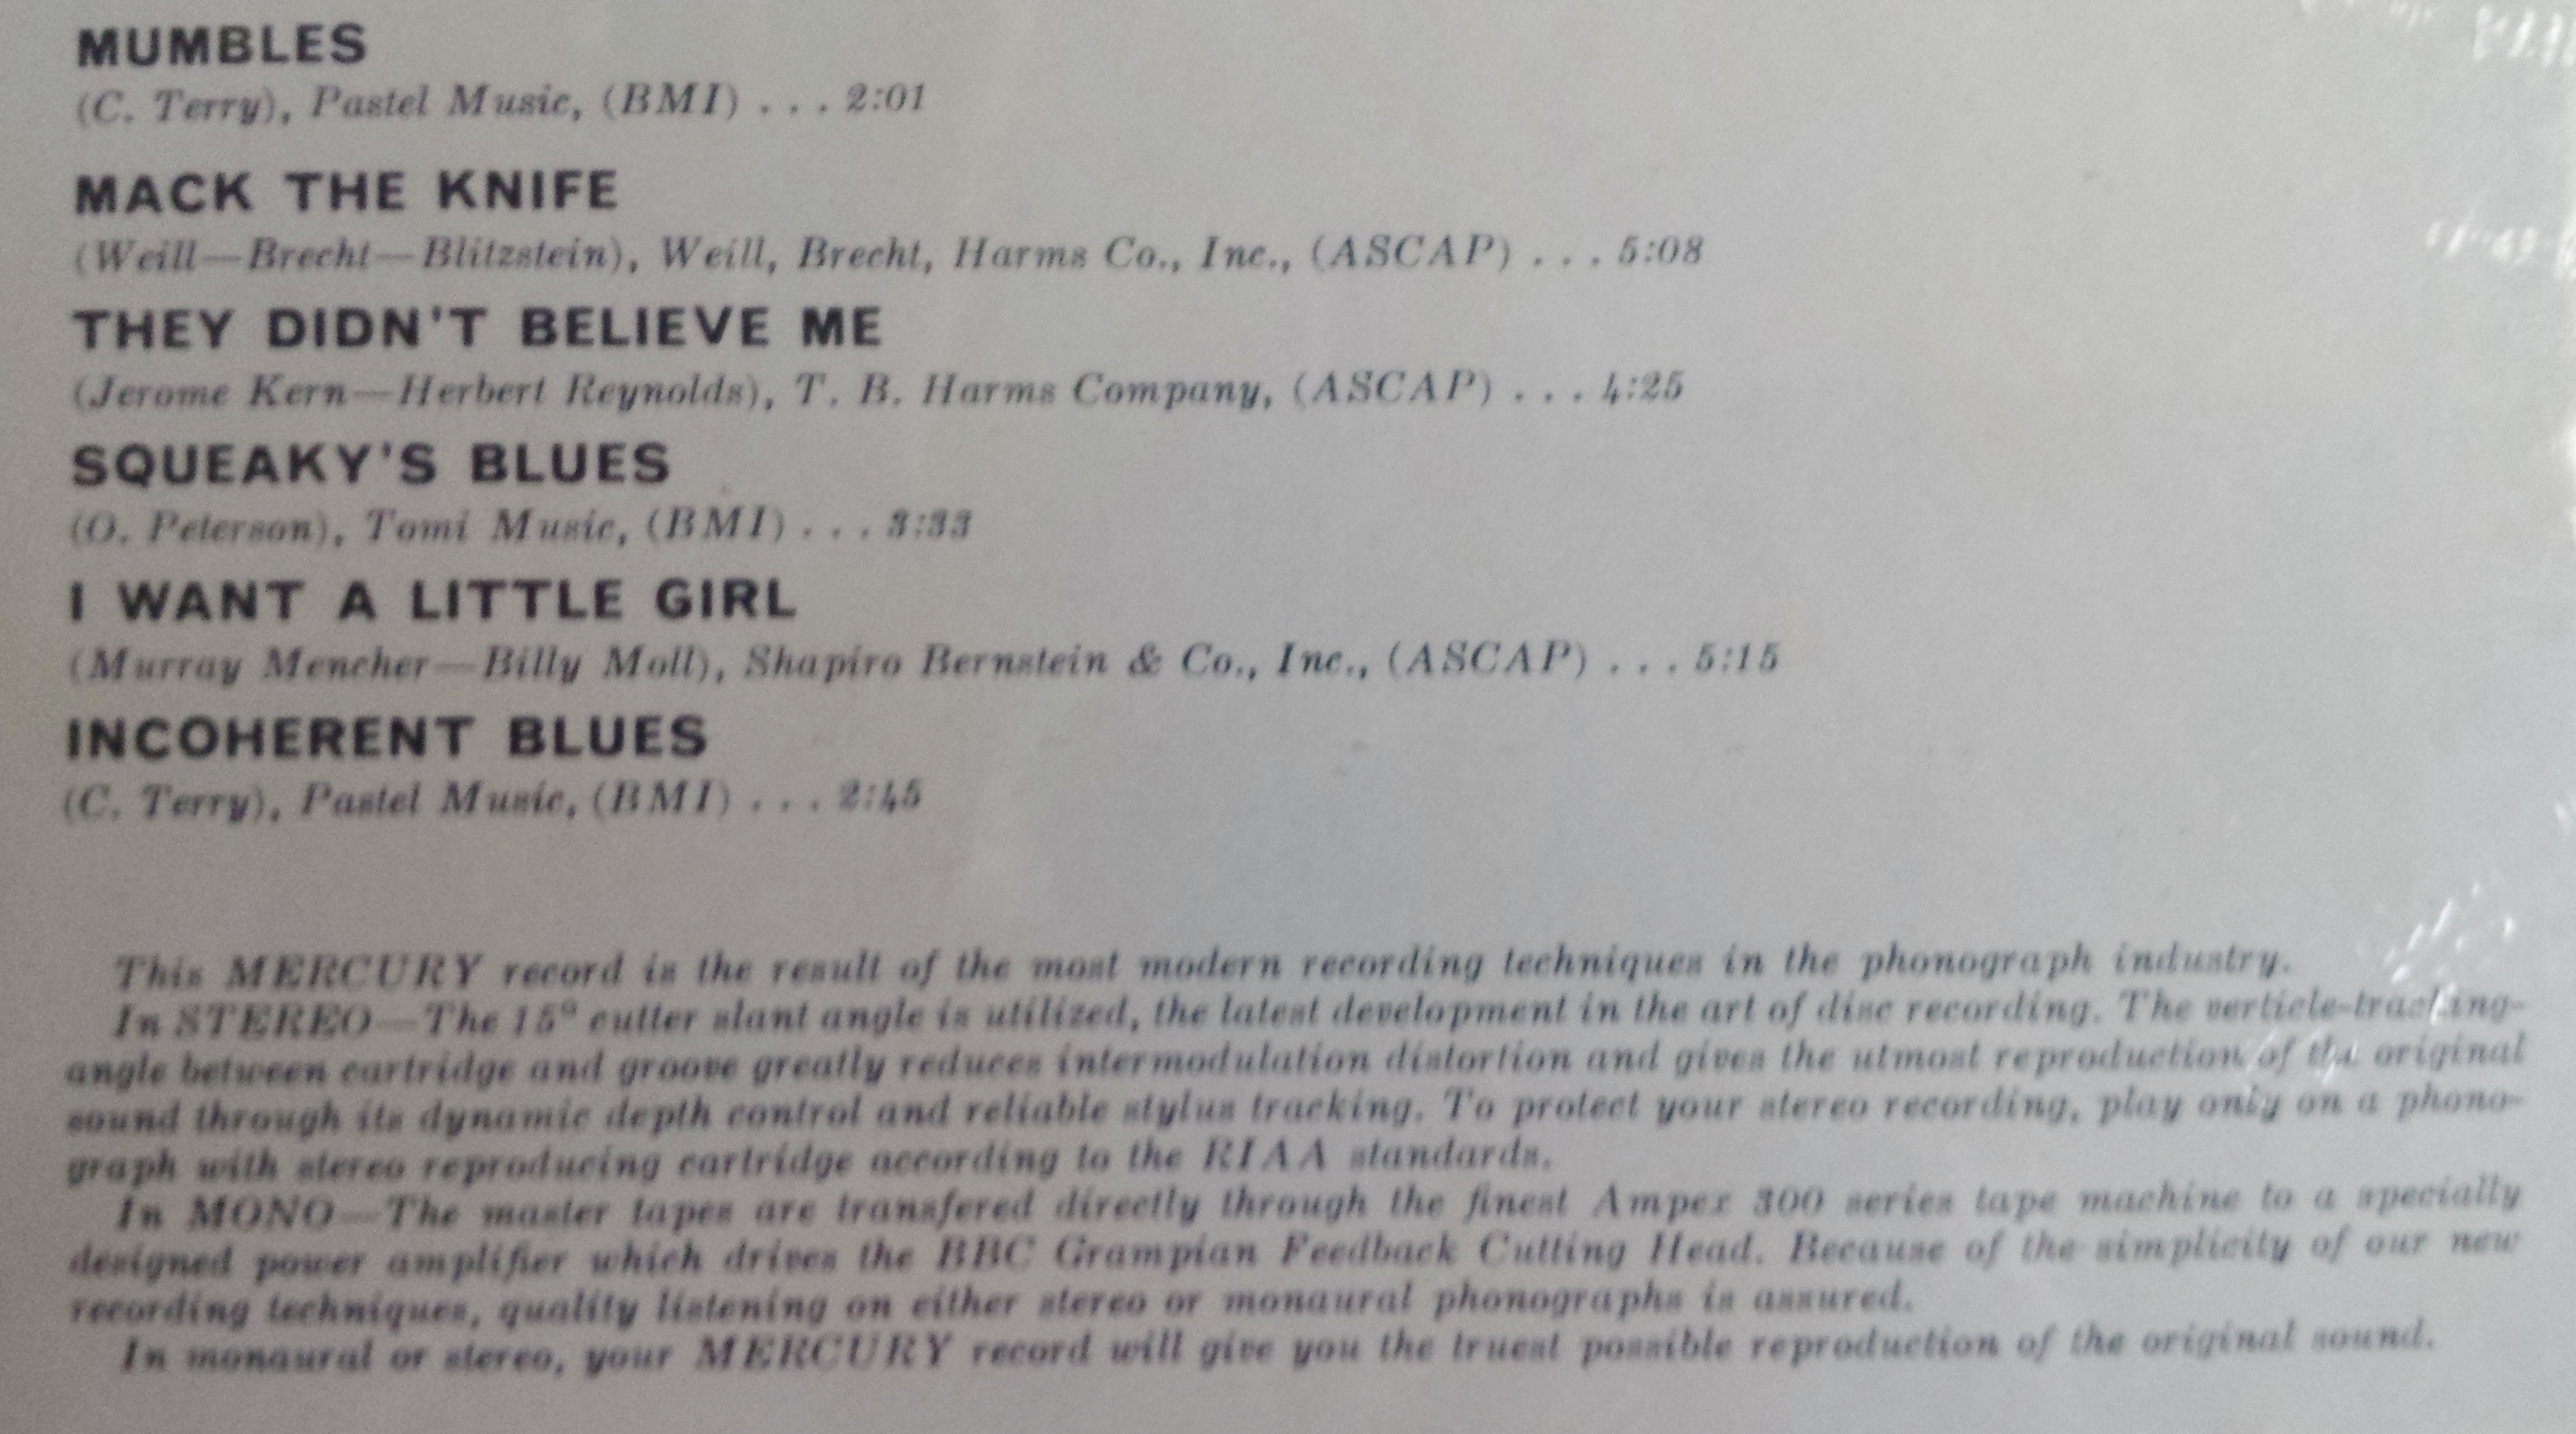 MUMBLES
(C. Terry), Pastel Music, (BMI) . . . 2:01
MACK THE KNIFE
(Weill—Brecht—Blitzstein), Weill, Brecht, Harms Co., Inc., (ASCAP) . . . 5:08
THEY DIDN'T BELIEVE ME
(Jerome Kern—Herbert Reynolds), T. B. Harms Company, (ASCAP) . . . 4:25
SQUEAKY'S BLUES
(O. Peterson), Tomi Music, (BMI) . . . 3:33
I WANT A LITTLE GIRL
(Murray Mencher—Billy Moll), Shapiro Bernstein & Co., Inc., (ASCAP) . . . 5:15
INCOHERENT BLUES
(C. Terry), Pastel Music, (BMI) . . . 2:45
This MERCURY record is the result of the most modern recording techniques in the phonograph industry.
In STEREO—The 15° cutter slant angle is utilized, the latest development in the art of disc recording. The verticle-tracking-
angle between cartridge and groove greatly reduces intermodulation distortion and gives the utmost reproduction of the original
sound through its dynamic depth control and reliable stylus tracking. To protect your stereo recording, play only on a phono-
graph with stereo reproducing cartridge according to the RIAA standards.
In MONO—The master tapes are transfered directly through the finest Ampex 300 series tape machine to a specially
designed power amplifier which drives the BBC Grampian Feedback Cutting Head. Because of the simplicity of our new
recording techniques, quality listening on either stereo or monaural phonographs is assured.
In monaural or stereo, your MERCURY record will give you the truest possible reproduction of the original sound.